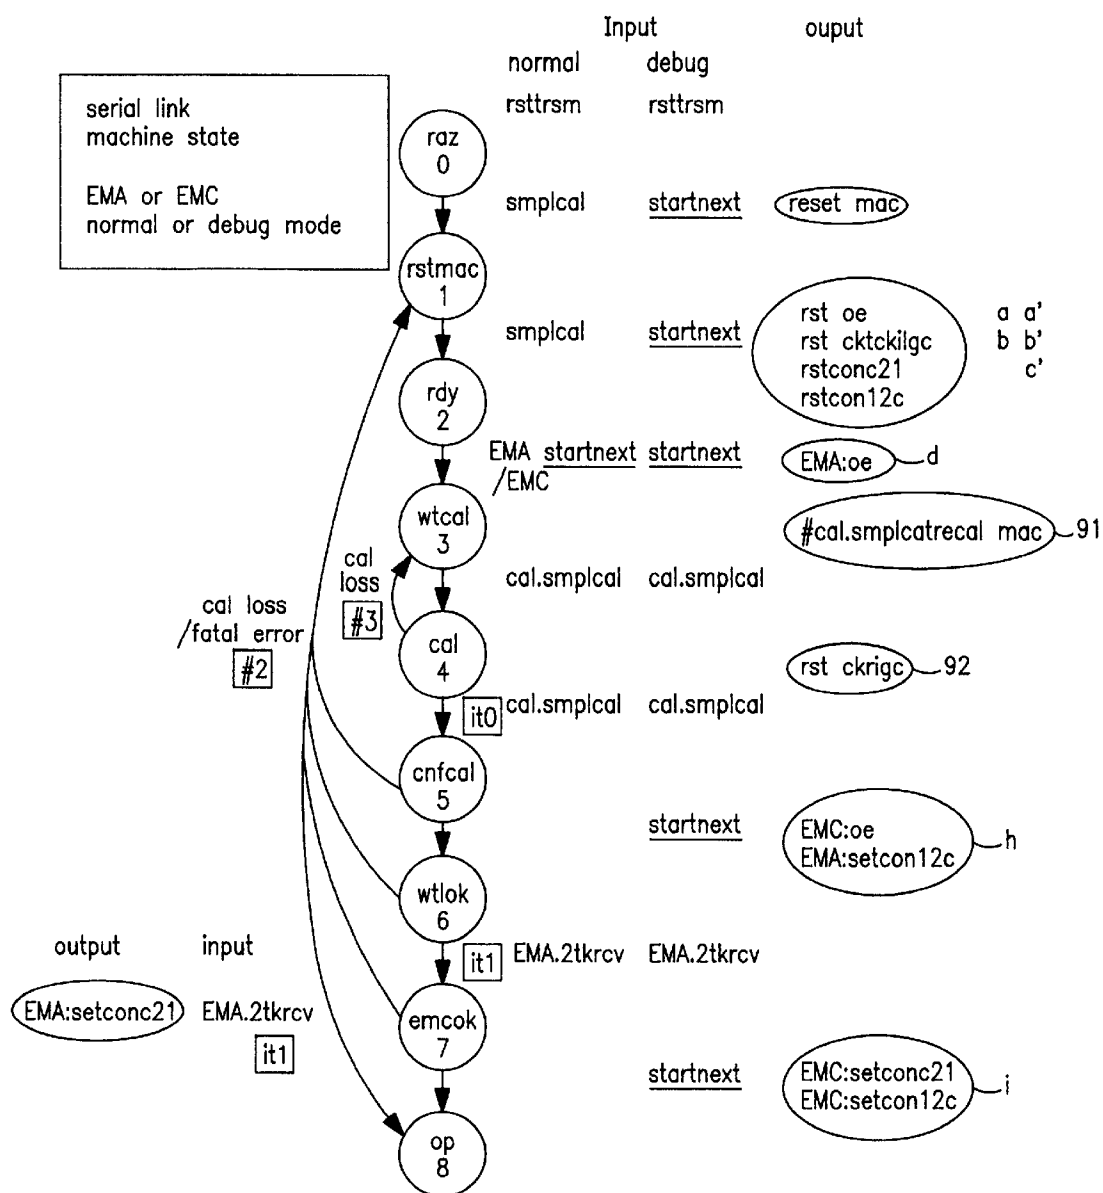 Input ouput
normal debug
rsttrsm rsttrsm
serial link
machine state
EMA or EMC
normal or debug mode
raz
0
smplcal startnext reset mac
rstmac
1
smplcal startnext
rst oe a a'
rst cktckilgc b b'
rstconc21 c'
rstcon12c
rdy
2
EMA startnext startnext EMA:oe d
/EMC
wtcal
3
#cal.smplcatrecal mac 91
cal
loss
#3
cal.smplcal cal.smplcal
cal loss
/fatal error
#2
cal
4
rst ckrigc 92
it0 cal.smplcal cal.smplcal
cnfcal
5
startnext
EMC:oe
EMA:setcon12c
h
wtlok
6
output input
it1 EMA.2tkrcv EMA.2tkrcv
EMA:setconc21 EMA.2tkrcv
it1
emcok
7
startnext
EMC:setconc21
EMC:setcon12c
i
op
8